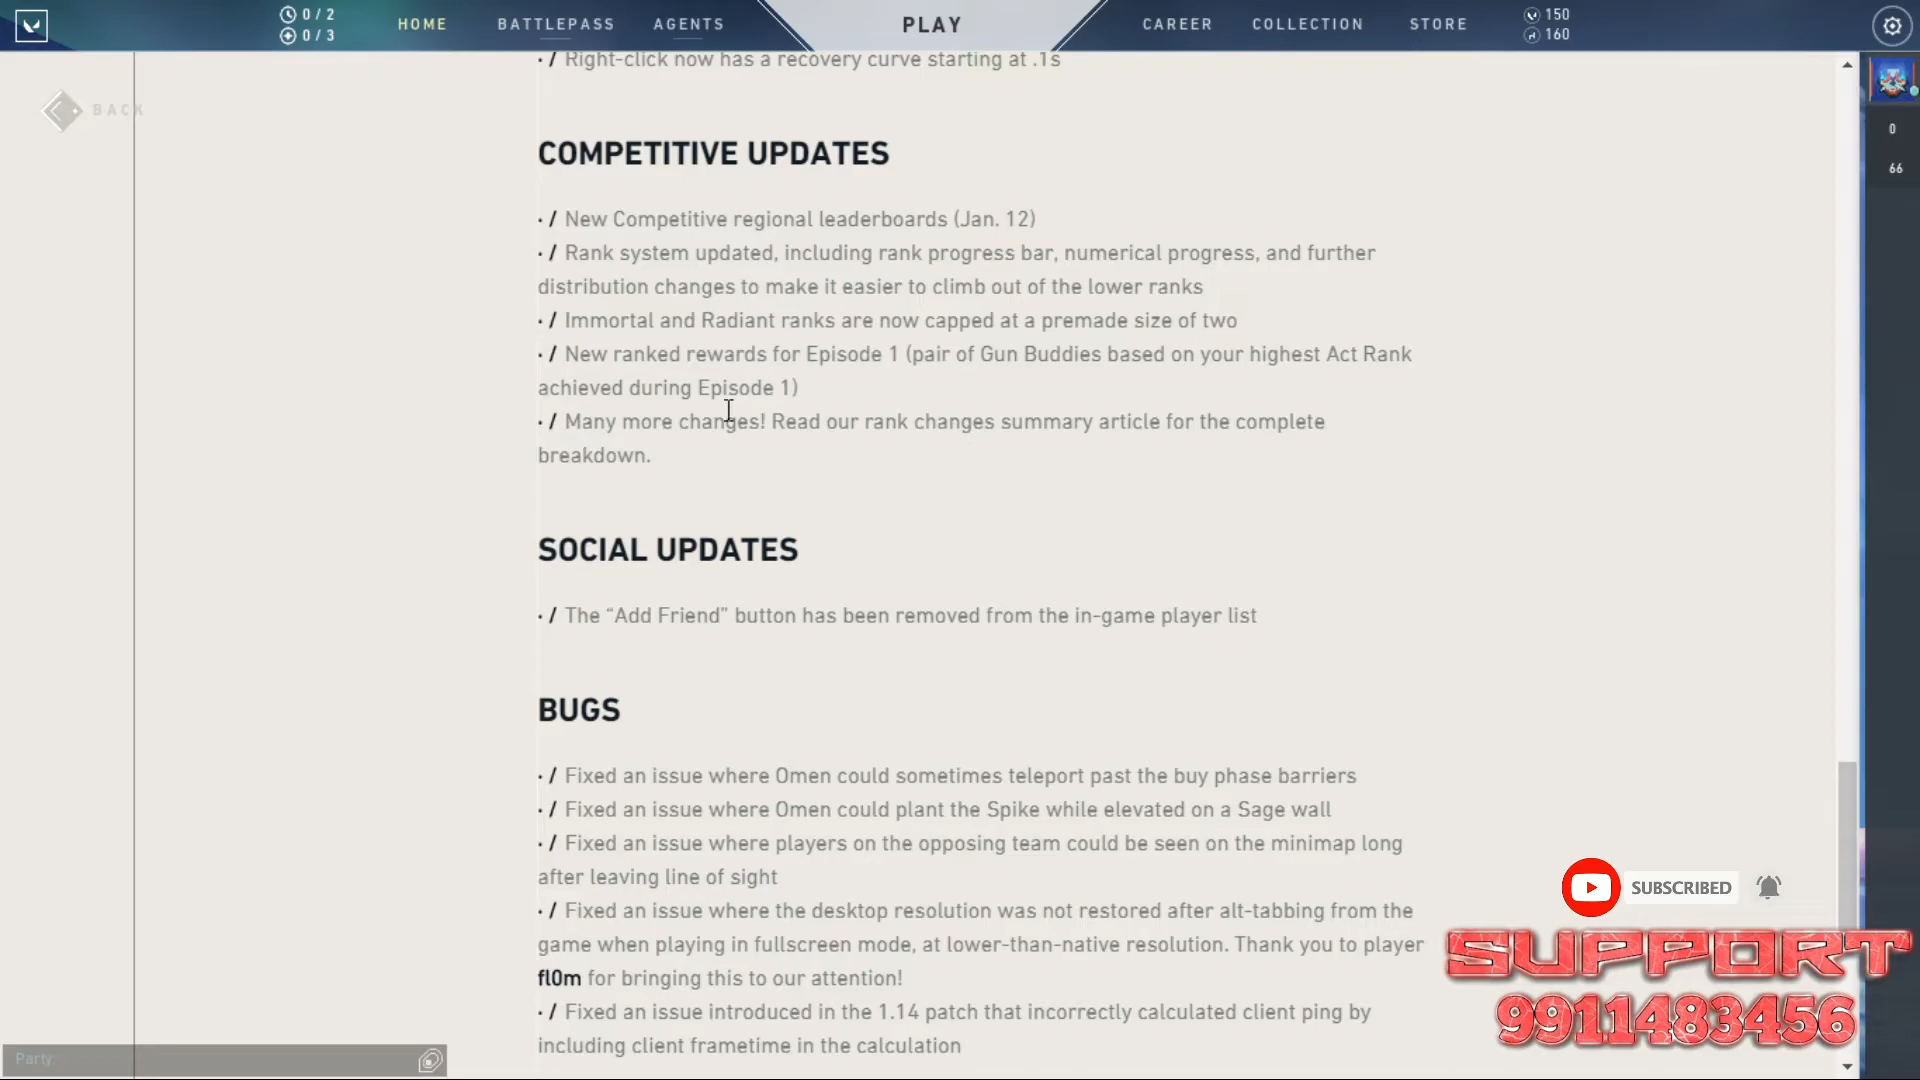 0 / 2
0 / 3
HOME
BATTLEPASS
AGENTS
PLAY
CAREER
COLLECTION
STORE
150
160
BACK
0
66
· / Right-click now has a recovery curve starting at .1s
COMPETITIVE UPDATES
· / New Competitive regional leaderboards (Jan. 12)
· / Rank system updated, including rank progress bar, numerical progress, and further
distribution changes to make it easier to climb out of the lower ranks
· / Immortal and Radiant ranks are now capped at a premade size of two
· / New ranked rewards for Episode 1 (pair of Gun Buddies based on your highest Act Rank
achieved during Episode 1)
· / Many more changes! Read our rank changes summary article for the complete
breakdown.
SOCIAL UPDATES
· / The “Add Friend” button has been removed from the in-game player list
BUGS
· / Fixed an issue where Omen could sometimes teleport past the buy phase barriers
· / Fixed an issue where Omen could plant the Spike while elevated on a Sage wall
· / Fixed an issue where players on the opposing team could be seen on the minimap long
after leaving line of sight
· / Fixed an issue where the desktop resolution was not restored after alt-tabbing from the
game when playing in fullscreen mode, at lower-than-native resolution. Thank you to player
fl0m for bringing this to our attention!
· / Fixed an issue introduced in the 1.14 patch that incorrectly calculated client ping by
including client frametime in the calculation
SUBSCRIBED
SUPPORT
9911483456
Party: